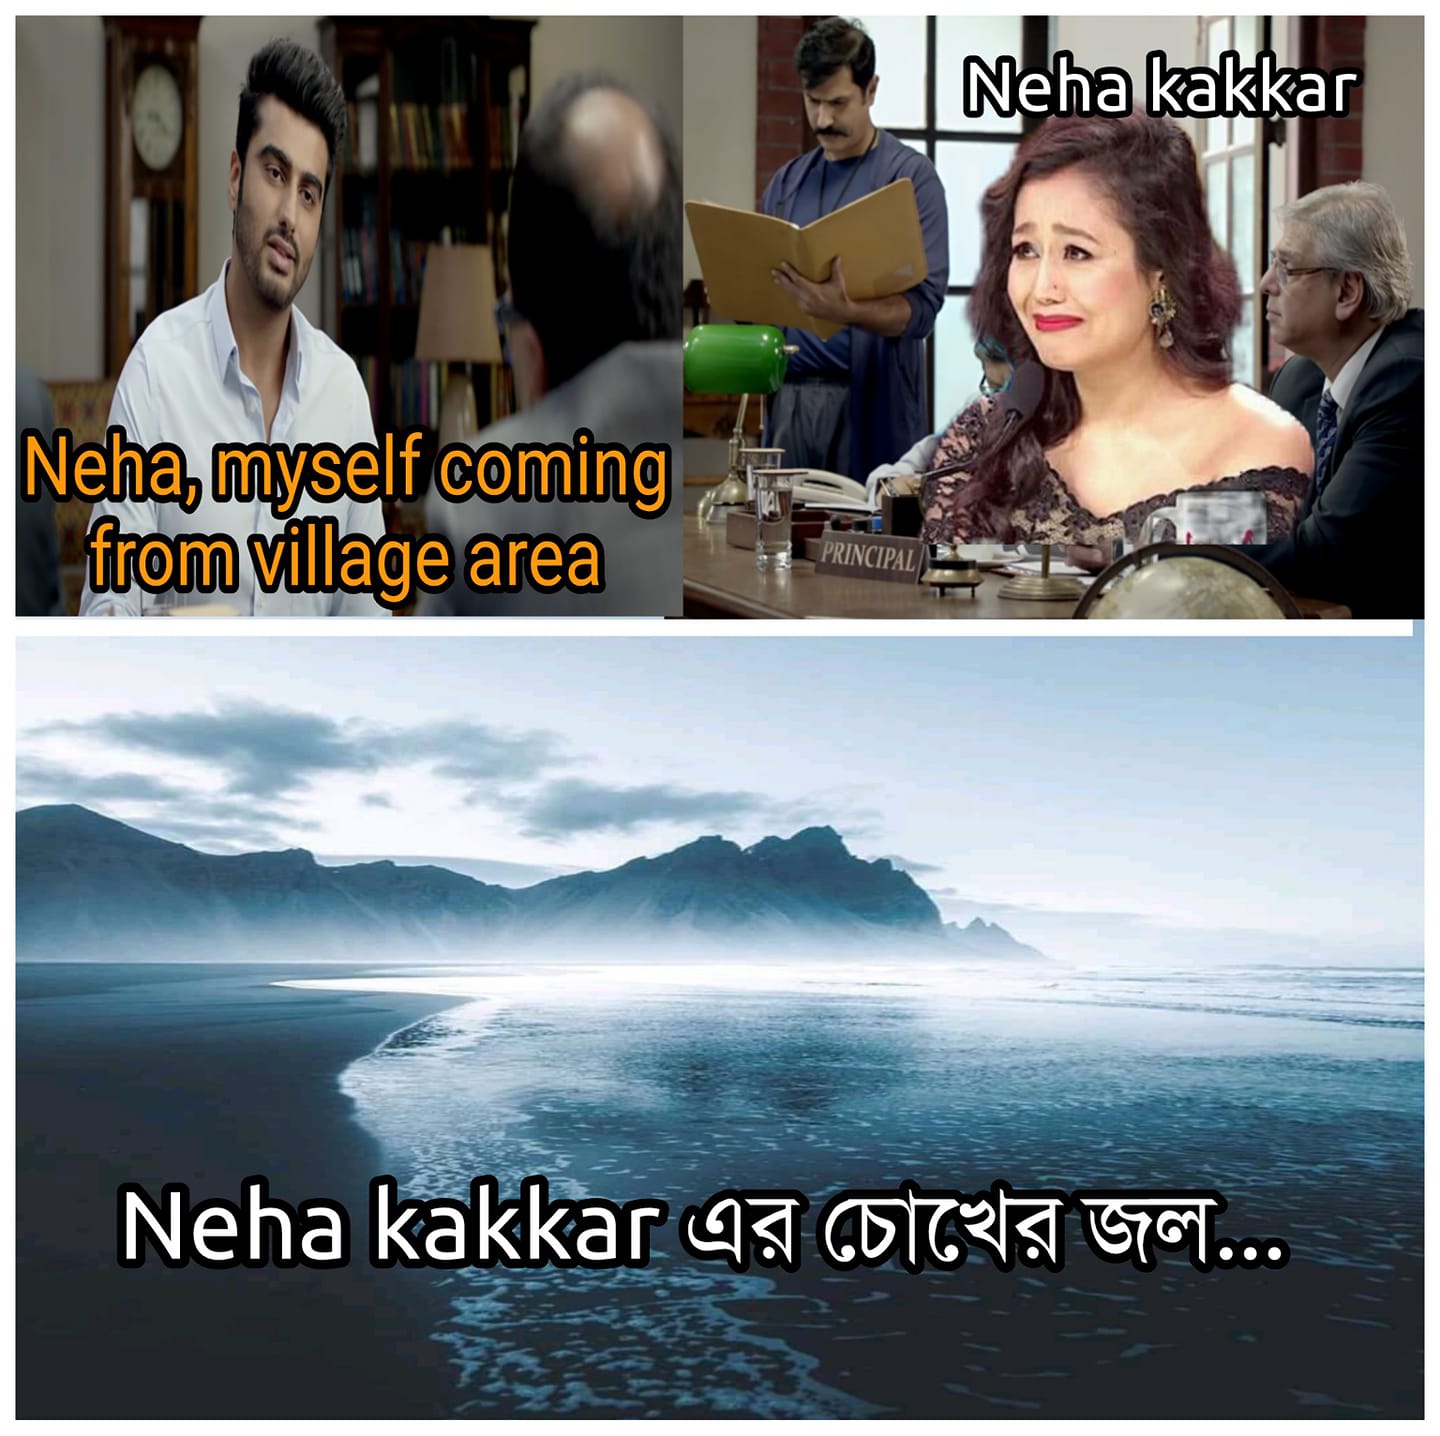 Neha kakkar
Neha, myself coming
from village area
PRINCIPAL
Neha kakkar এর চোখের জল...